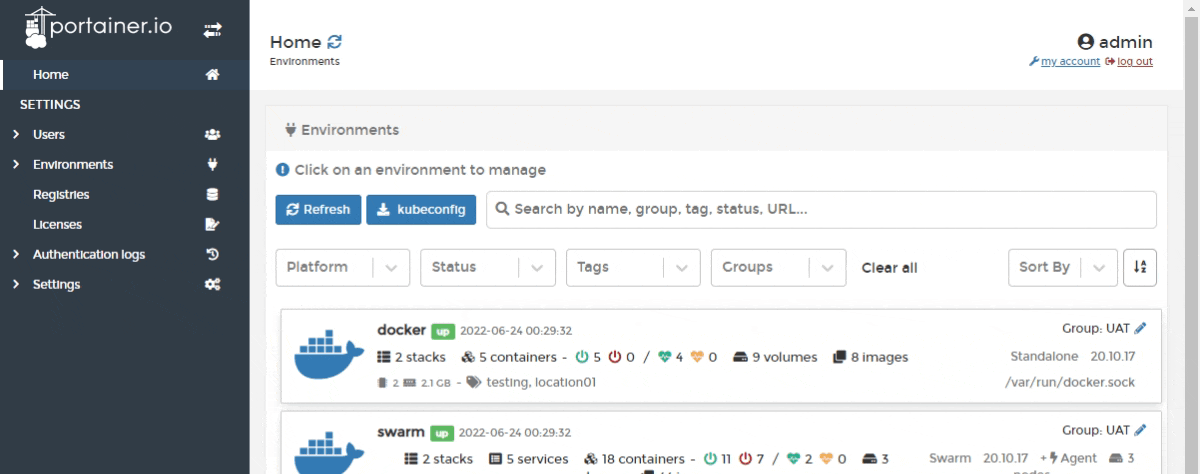 portainer.io
Home
SETTINGS
Users
Environments
Registries
Licenses
Authentication logs
Settings
Home
Environments
admin
my account log out
Environments
Click on an environment to manage
Refresh kubeconfig Search by name, group, tag, status, URL...
Platform Status Tags Groups Clear all Sort By
docker up 2022-06-24 00:29:32 Group: UAT
2 stacks 5 containers - 5 0 / 4 0 9 volumes 8 images Standalone 20.10.17
2 2.1 GB - testing, location01 /var/run/docker.sock
swarm up 2022-06-24 00:29:32 Group: UAT
2 stacks 5 services 18 containers - 11 7 / 2 0 3 Swarm 20.10.17 + Agent 3